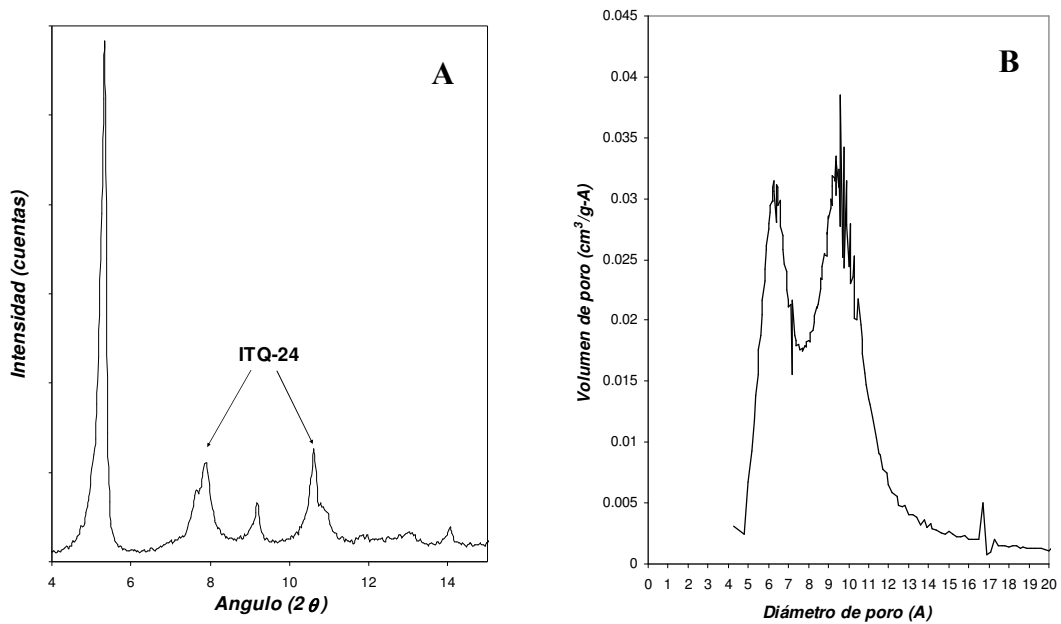 A
ITQ-24
Intensidad (cuentas)
4 6 8 10 12 14
Angulo (2 θ)
B
0.045
0.04
0.035
0.03
0.025
0.02
0.015
0.01
0.005
0
Volumen de poro (cm³/g-A)
0 1 2 3 4 5 6 7 8 9 10 11 12 13 14 15 16 17 18 19 20
Diámetro de poro (A)